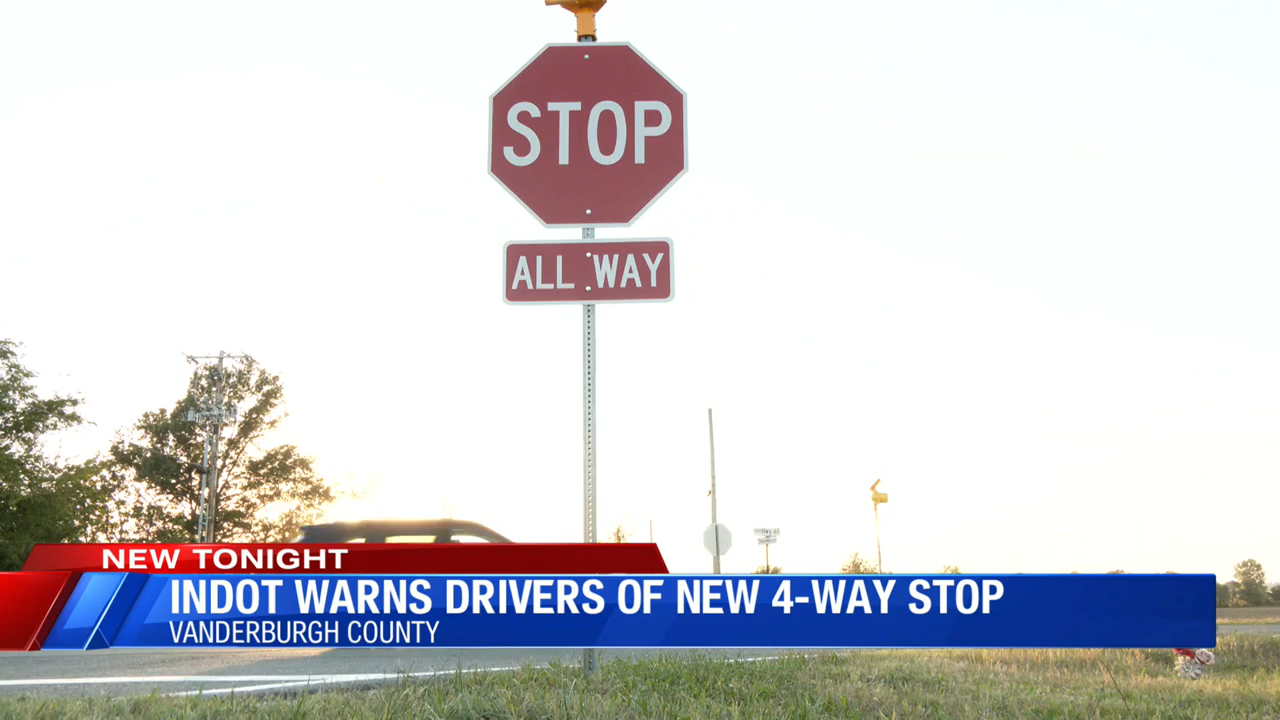 STOP
ALL WAY
NEW TONIGHT
INDOT WARNS DRIVERS OF NEW 4-WAY STOP
VANDERBURGH COUNTY